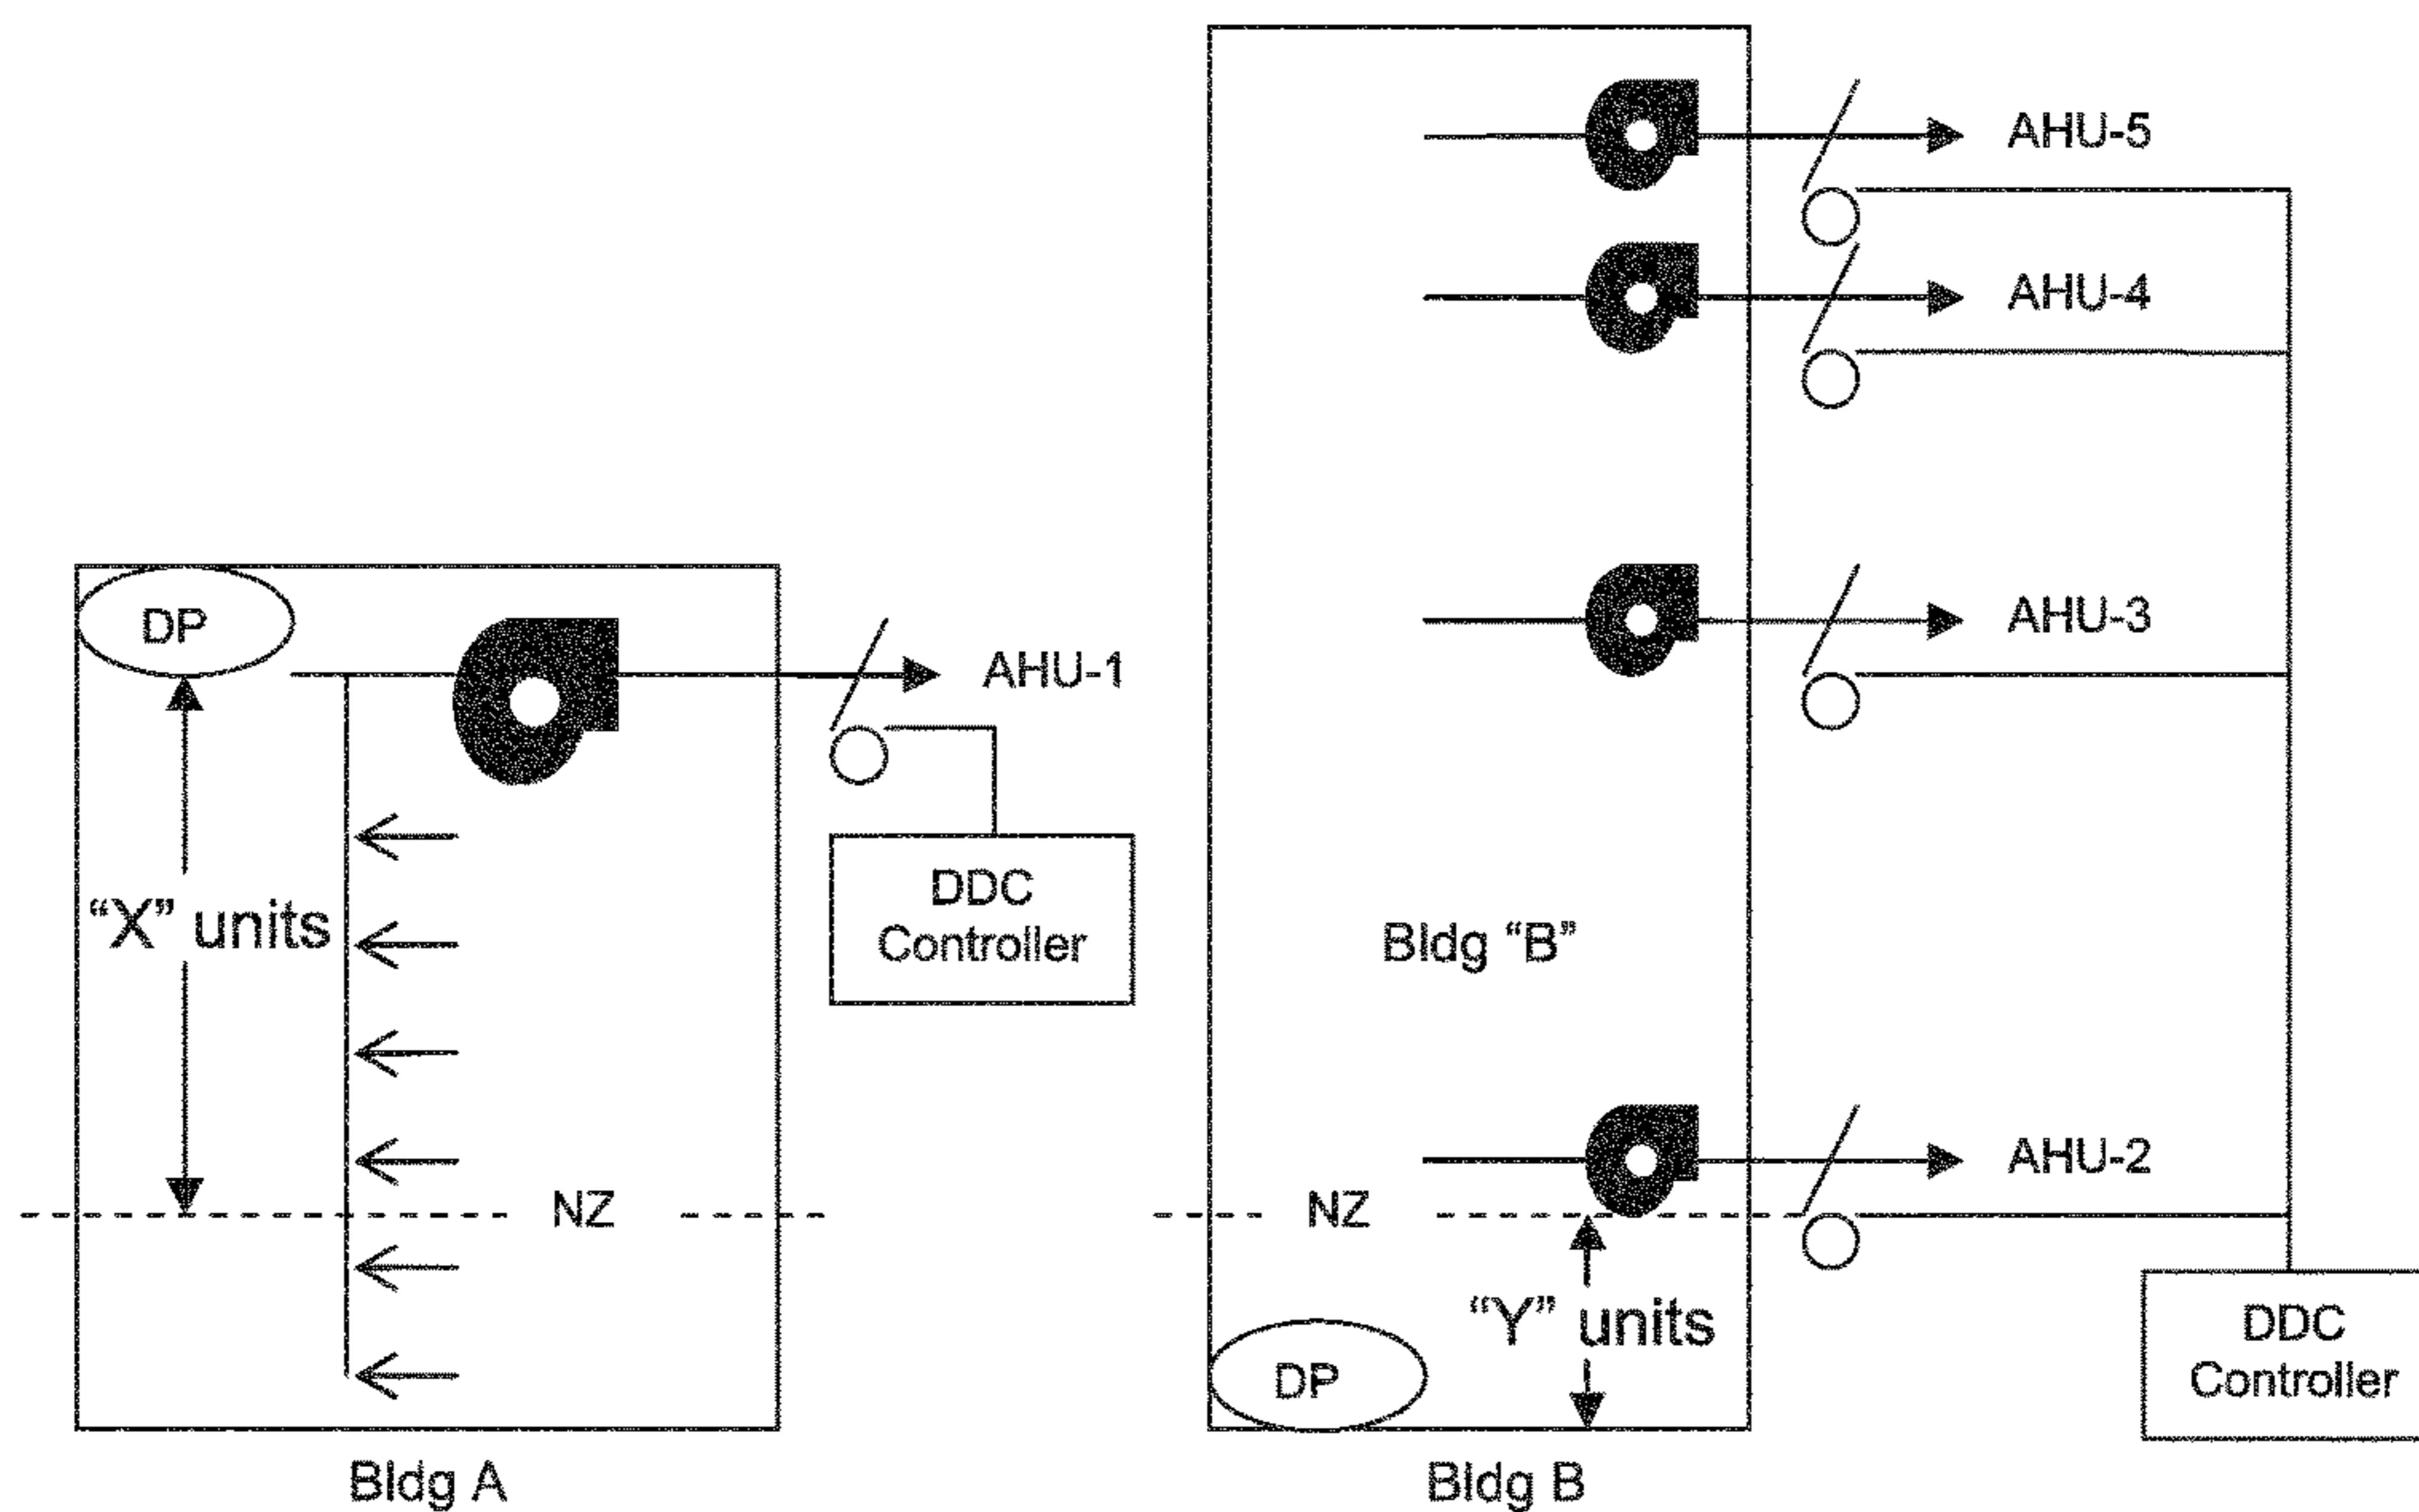 AHU-5
AHU-4
AHU-3
AHU-2
NZ
"Y" units
DP
Bldg "B"
DDC
Controller
Bldg B
DP
AHU-1
"X" units
DDC
Controller
NZ
Bldg A